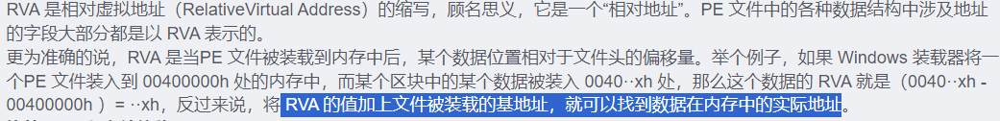 RVA 是相对虚拟地址（RelativeVirtual Address）的缩写，顾名思义，它是一个“相对地址”。PE 文件中的各种数据结构中涉及地址
的字段大部分都是以 RVA 表示的。
更为准确的说，RVA 是当PE 文件被装载到内存中后，某个数据位置相对于文件头的偏移量。举个例子，如果 Windows 装载器将一
个PE 文件装入到 00400000h 处的内存中，而某个区块中的某个数据被装入 0040··xh 处，那么这个数据的 RVA 就是（0040··xh -
00400000h ）= ··xh，反过来说，将 RVA 的值加上文件被装载的基地址，就可以找到数据在内存中的实际地址。